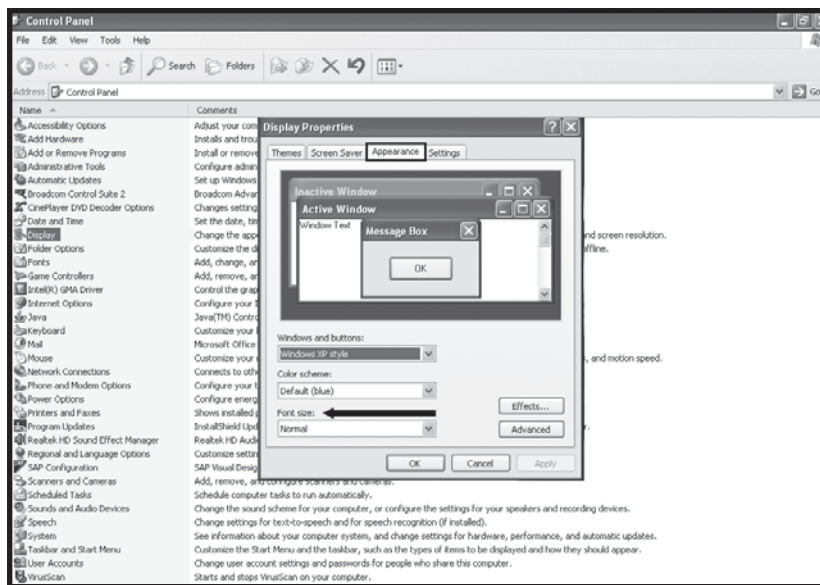 Control Panel
File Edit View Tools Help
Back Search Folders
Address Control Panel Go
Name Comments
Accessibility Options Adjust your com
Add Hardware Installs and trou
Add or Remove Programs Install or remove
Administrative Tools Configure admin
Automatic Updates Set up Windows
Broadcom Control Suite 2 Broadcom Advan
CinePlayer DVD Decoder Options Changes setting
Date and Time Set the date, tim
Display Change the appe nd screen resolution.
Folder Options Customize the d ffline.
Fonts Add, change, an
Game Controllers Add, remove, an
Intel(R) GMA Driver Control the grap
Internet Options Configure your I
Java Java(TM) Contro
Keyboard Customize your
Mail Microsoft Office
Mouse Customize your , and motion speed.
Network Connections Connects to oth
Phone and Modem Options Configure your t
Power Options Configure energ
Printers and Faxes Shows installed p
Program Updates InstallShield Upd r.
Realtek HD Sound Effect Manager Realtek HD Audi
Regional and Language Options Customize settin
SAP Configuration SAP Visual Desig
Scanners and Cameras Add, remove, and configure scanners and cameras.
Scheduled Tasks Schedule computer tasks to run automatically.
Sounds and Audio Devices Change the sound scheme for your computer, or configure the settings for your speakers and recording devices.
Speech Change settings for text-to-speech and for speech recognition (if installed).
System See information about your computer system, and change settings for hardware, performance, and automatic updates.
Taskbar and Start Menu Customize the Start Menu and the taskbar, such as the types of items to be displayed and how they should appear.
User Accounts Change user account settings and passwords for people who share this computer.
VirusScan Starts and stops VirusScan on your computer.
Display Properties
Themes Screen Saver Appearance Settings
Inactive Window
Active Window
Window Text
Message Box
OK
Windows and buttons:
Windows XP style
Color scheme:
Default (blue)
Font size:
Normal
Effects...
Advanced
OK Cancel Apply